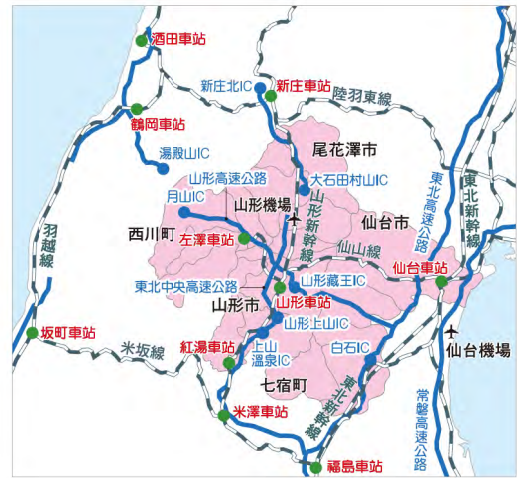 酒田車站
新庄北IC
新庄車站
陸羽東線
鶴岡車站
尾花澤市
湯殿山IC
山形高速公路
月山IC
大石田村山IC
山形機場
山形新幹線
東北高速公路
東北新幹線
西川町
仙台市
左澤車站
仙山線
仙台車站
羽越線
東北中央高速公路
山形藏王IC
山形市
山形車站
山形上山IC
坂町車站
米坂線
紅湯車站
上山
溫泉IC
白石IC
仙台機場
七宿町
東北新幹線
常磐高速公路
米澤車站
福島車站